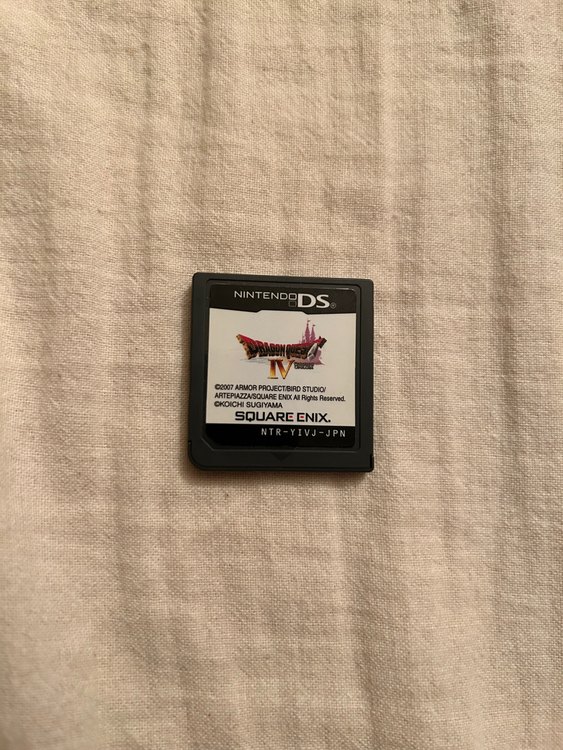 NINTENDO DS
DRAGON QUEST
IV
©2007 ARMOR PROJECT/BIRD STUDIO/
ARTEPIAZZA/SQUARE ENIX All Rights Reserved.
©KOICHI SUGIYAMA
SQUARE ENIX.
NTR-YIVJ-JPN